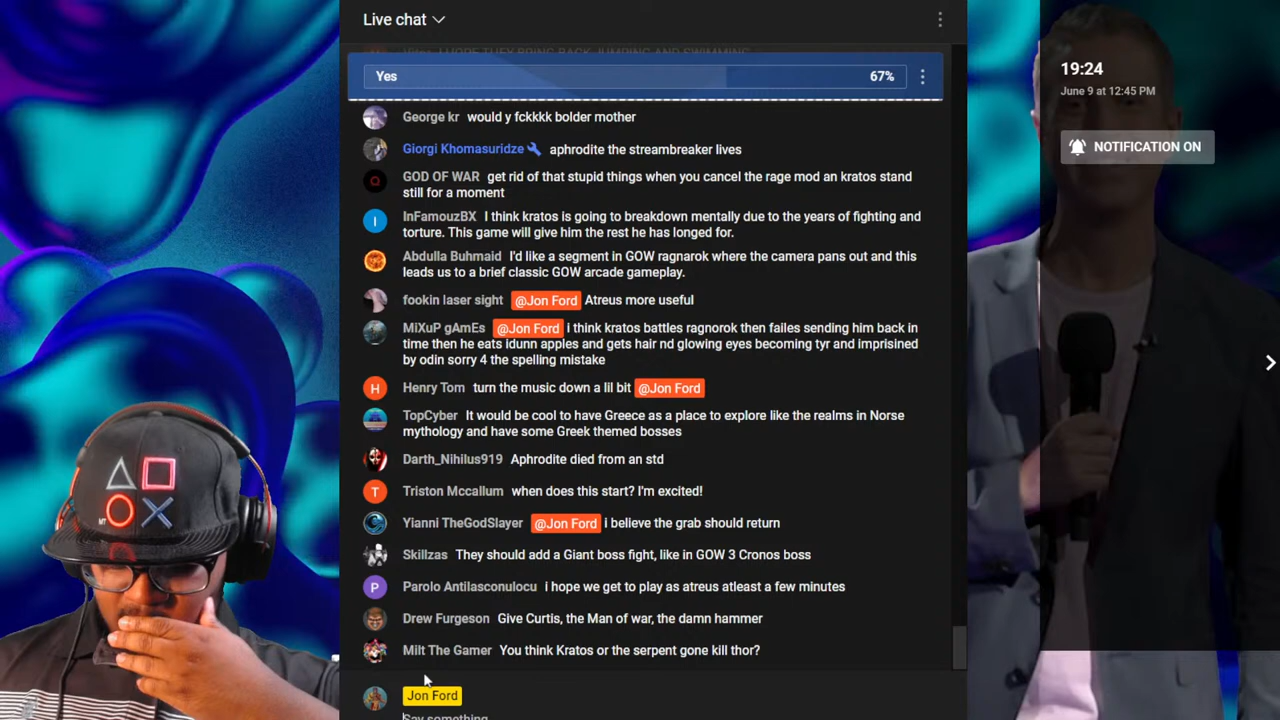 Live chat
I HOPE THEY BRING BACK JUMPING AND SWIMMING
Yes 67%
George kr would y fckkkk bolder mother
Giorgi Khomasuridze aphrodite the streambreaker lives
GOD OF WAR get rid of that stupid things when you cancel the rage mod an kratos stand
still for a moment
InFamouzBX I think kratos is going to breakdown mentally due to the years of fighting and
torture. This game will give him the rest he has longed for.
Abdulla Buhmaid I'd like a segment in GOW ragnarok where the camera pans out and this
leads us to a brief classic GOW arcade gameplay.
fookin laser sight @Jon Ford Atreus more useful
MiXuP gAmEs @Jon Ford i think kratos battles ragnorok then failes sending him back in
time then he eats idunn apples and gets hair nd glowing eyes becoming tyr and imprisined
by odin sorry 4 the spelling mistake
Henry Tom turn the music down a lil bit @Jon Ford
TopCyber It would be cool to have Greece as a place to explore like the realms in Norse
mythology and have some Greek themed bosses
Darth_Nihilus919 Aphrodite died from an std
T Triston Mccallum when does this start? I'm excited!
Yianni TheGodSlayer @Jon Ford i believe the grab should return
Skillzas They should add a Giant boss fight, like in GOW 3 Cronos boss
P Parolo Antilasconulocu i hope we get to play as atreus atleast a few minutes
Drew Furgeson Give Curtis, the Man of war, the damn hammer
Milt The Gamer You think Kratos or the serpent gone kill thor?
Jon Ford
Say something
19:24
June 9 at 12:45 PM
NOTIFICATION ON
MT